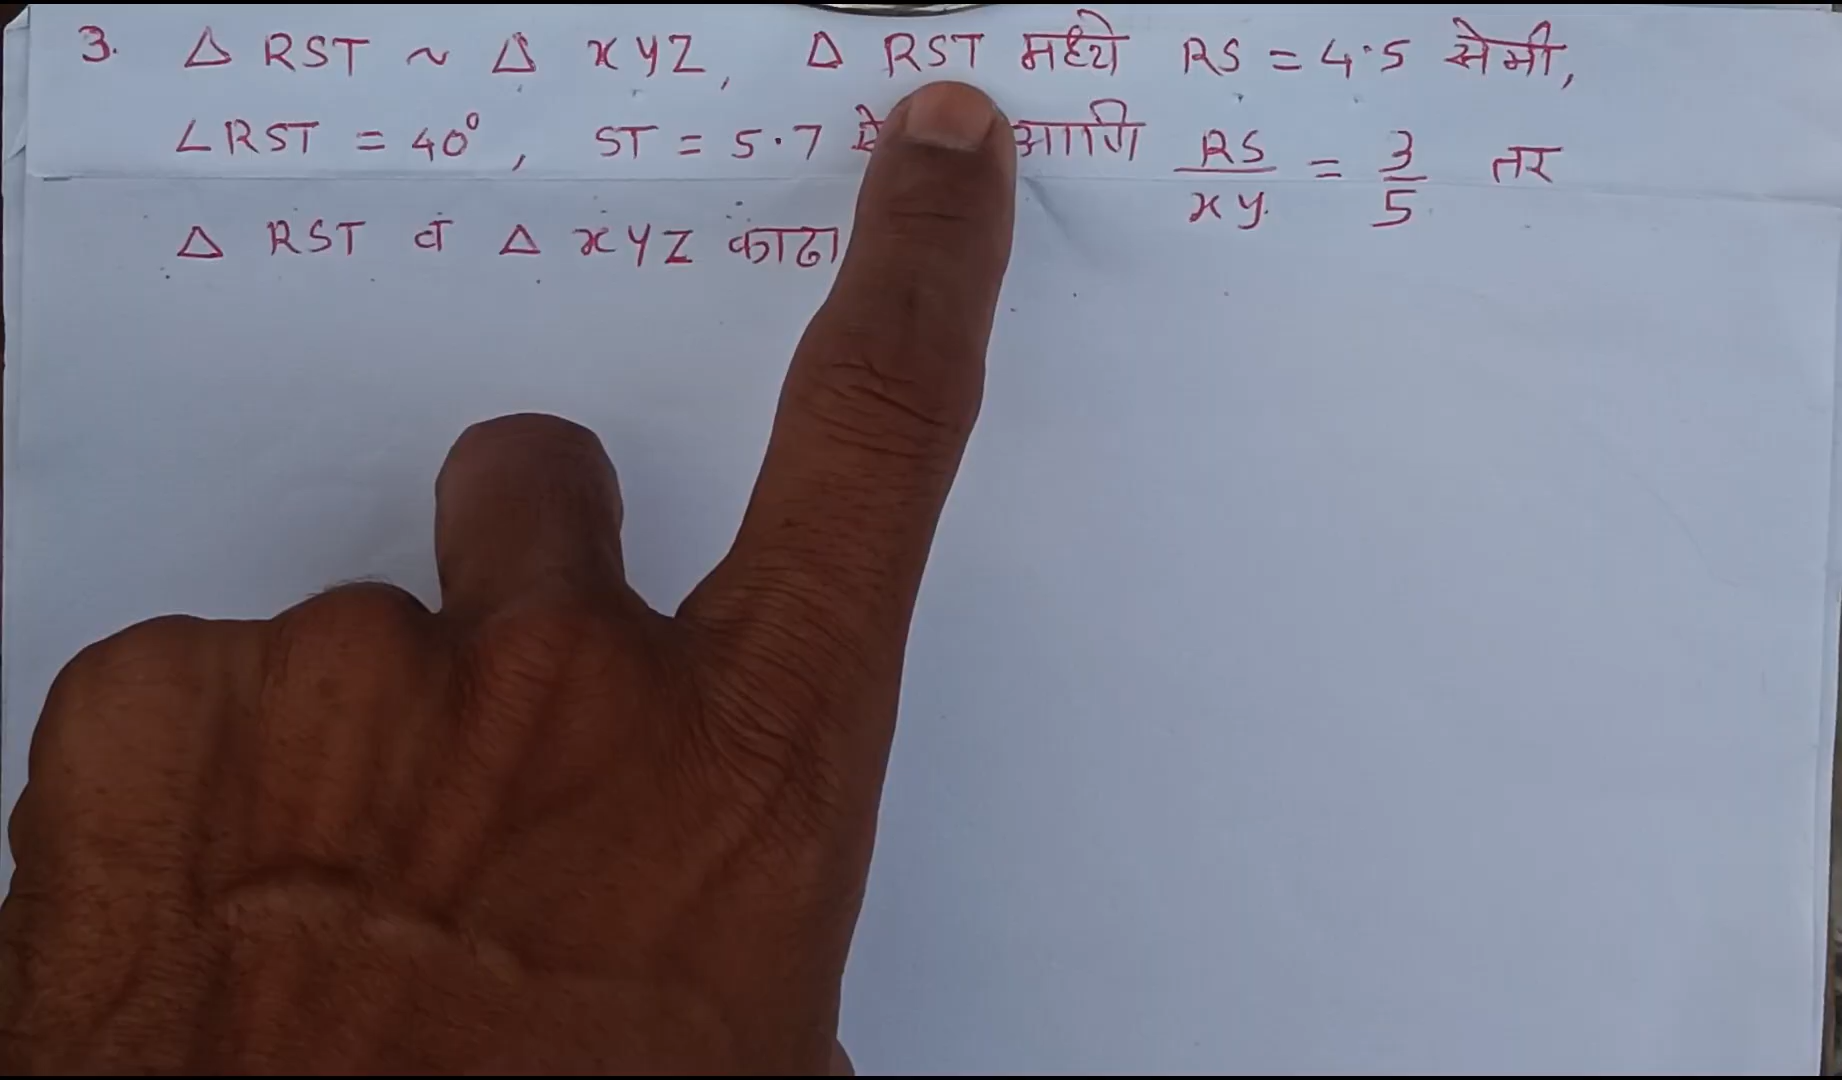 3. Δ RST ~ Δ xyz, Δ RST मध्ये RS = 4.5 सेमी,
∠RST = 40°, ST = 5.7 आणि RS/xy. = 3/5 तर
Δ RST व Δ xyz काढा